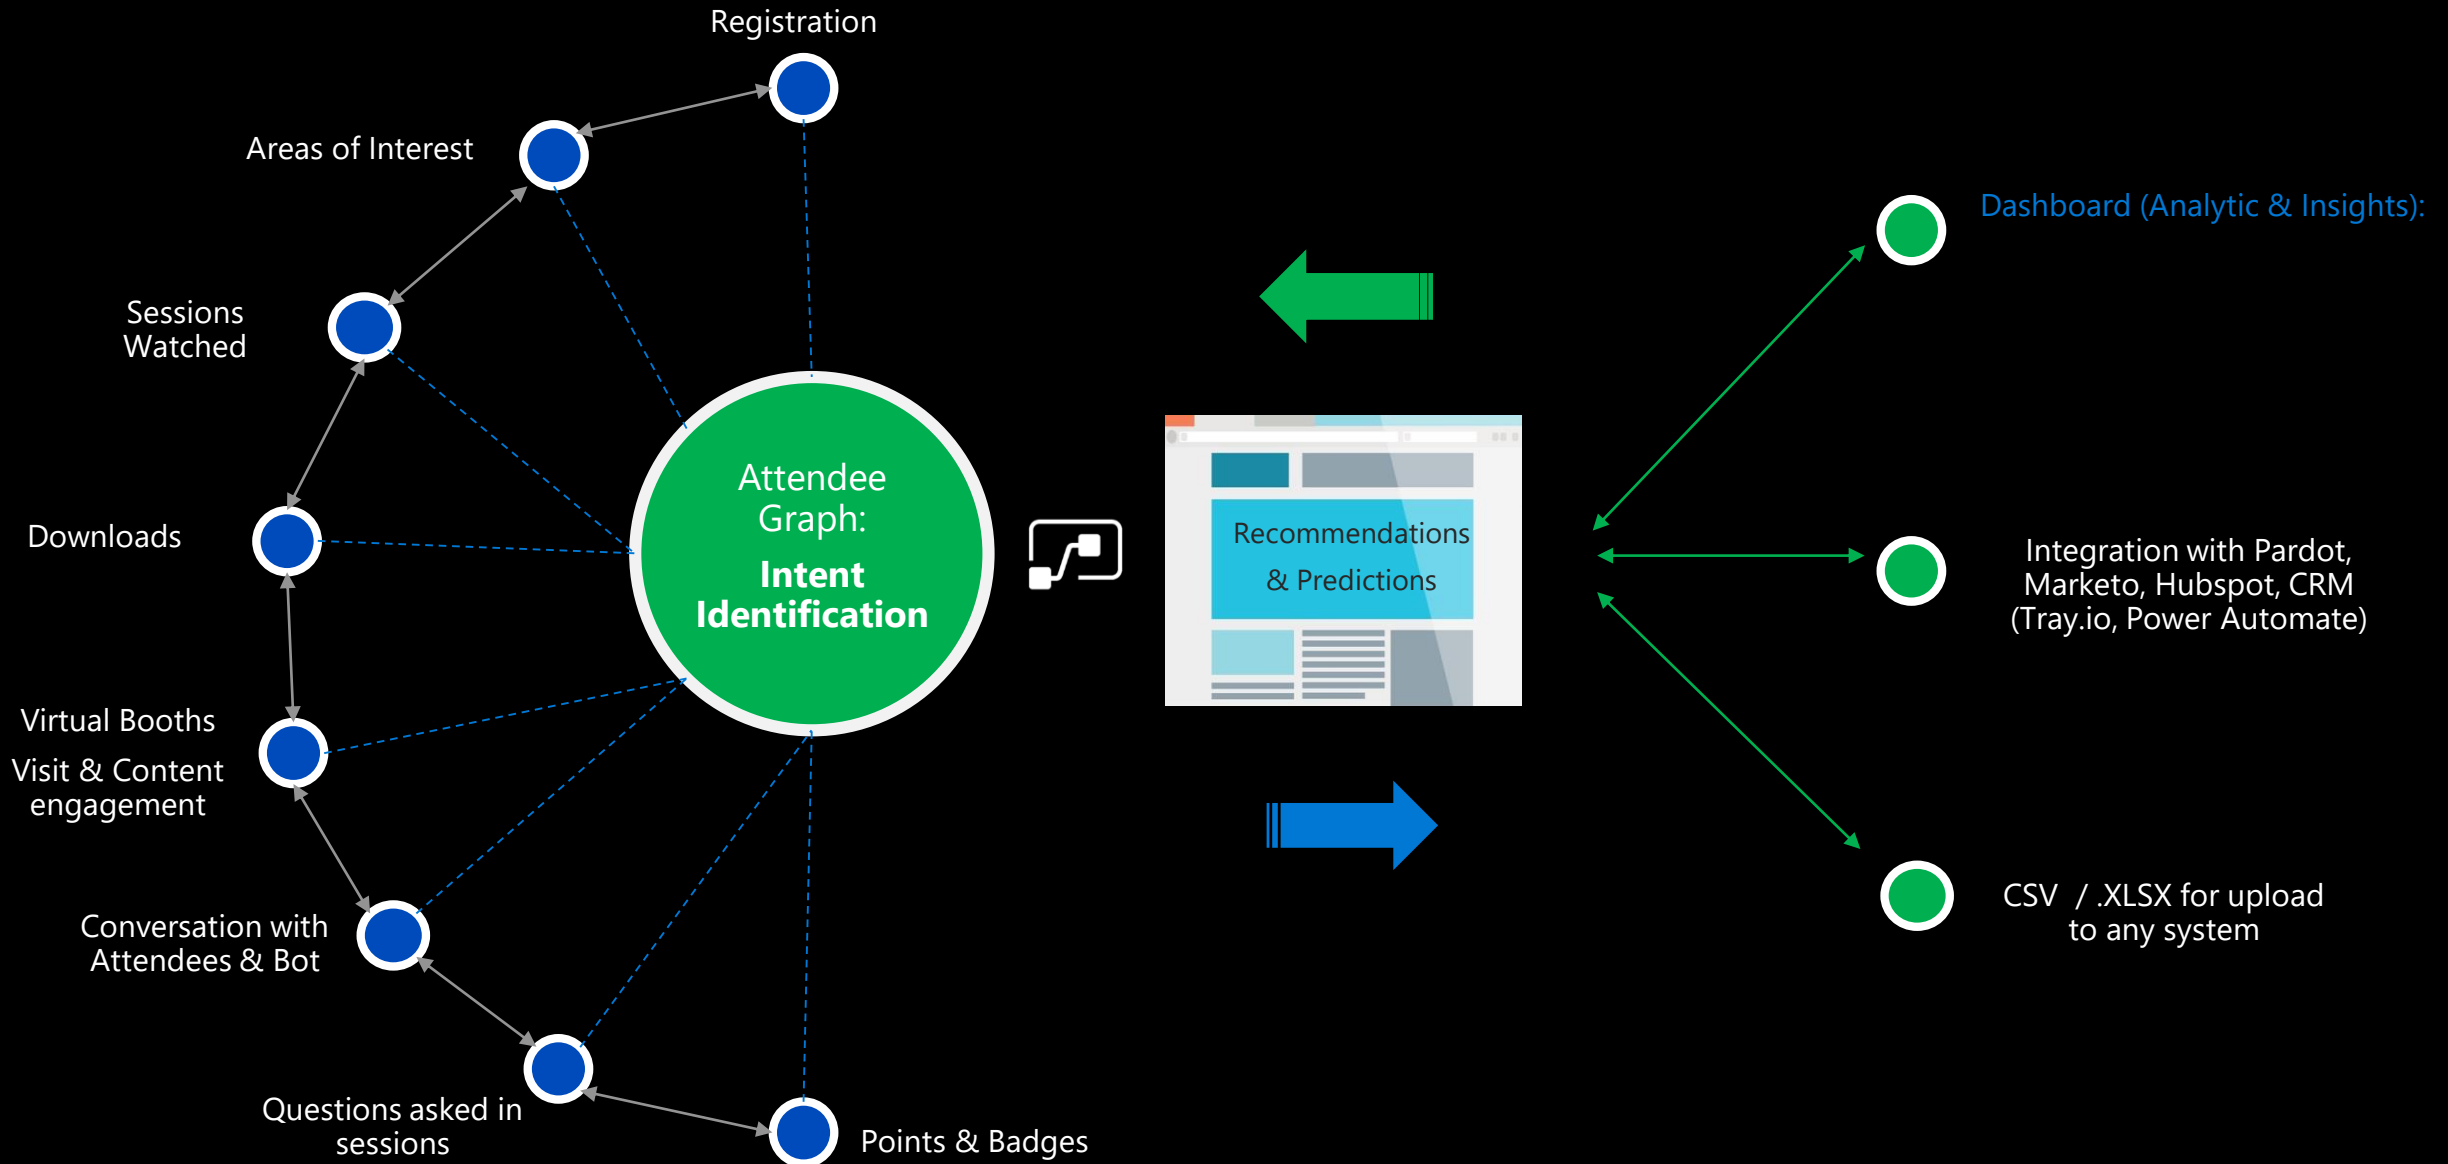 Registration
Areas of Interest
Sessions
Watched
Downloads
Virtual Booths
Visit & Content
engagement
Conversation with
Attendees & Bot
Questions asked in
sessions
Points & Badges
Attendee
Graph:
Intent
Identification
Recommendations
& Predictions
Dashboard (Analytic & Insights):
Integration with Pardot,
Marketo, Hubspot, CRM
(Tray.io, Power Automate)
CSV  / .XLSX for upload
to any system